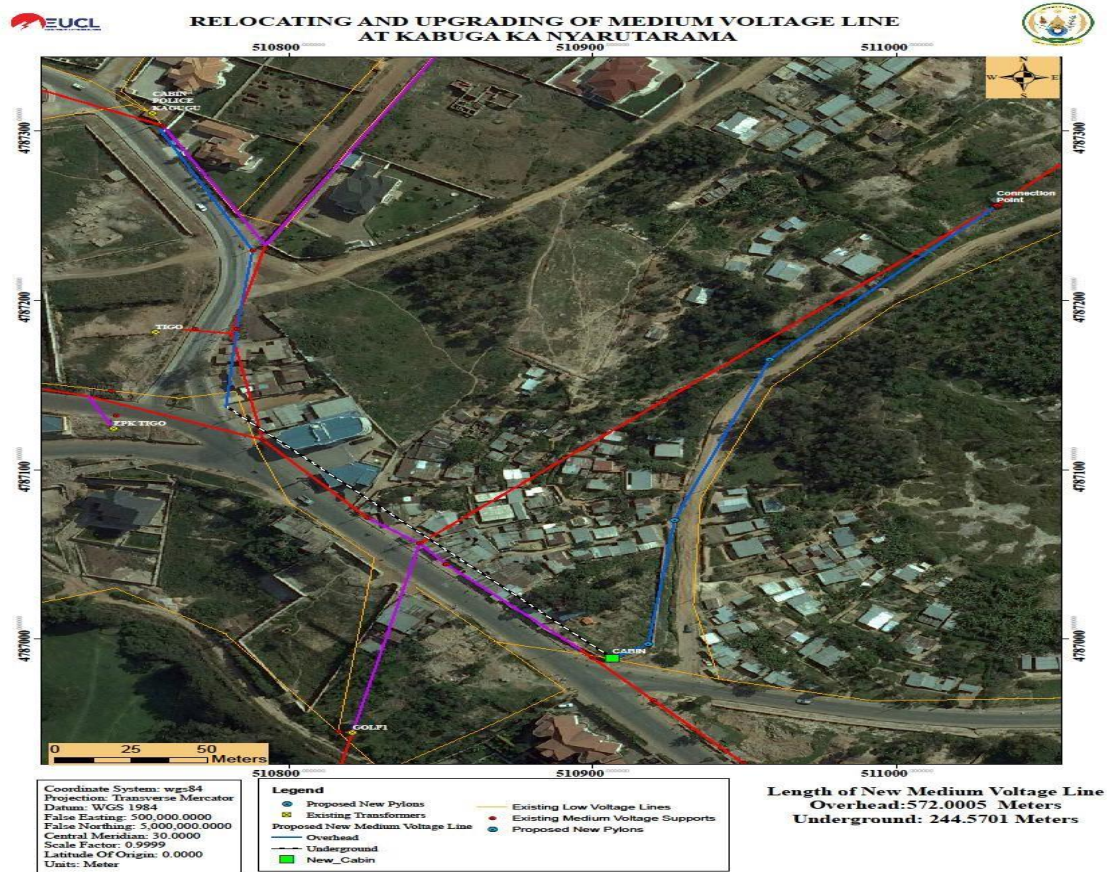 EUCL
RELOCATING AND UPGRADING OF MEDIUM VOLTAGE LINE
AT KABUGA KA NYARUTARAMA
510800
510900
511000
N
W
E
S
CABIN
POLICE
KAGUGU
4787300
4787300
Connection
Point
4787200
4787200
TIGO
EPK TIGO
4787100
4787100
4787000
4787000
CABIN
GOLF1
0 25 50
Meters
510800
510900
511000
Coordinate System: wgs84
Projection: Transverse Mercator
Datum: WGS 1984
False Easting: 500,000.0000
False Northing: 5,000,000.0000
Central Meridian: 30.0000
Scale Factor: 0.9999
Latitude Of Origin: 0.0000
Units: Meter
Legend
Proposed New Pylons
Existing Transformers
Proposed New Medium Voltage Line
Overhead
Underground
New_Cabin
Existing Low Voltage Lines
Existing Medium Voltage Supports
Proposed New Pylons
Length of New Medium Voltage Line
Overhead:572.0005 Meters
Underground: 244.5701 Meters